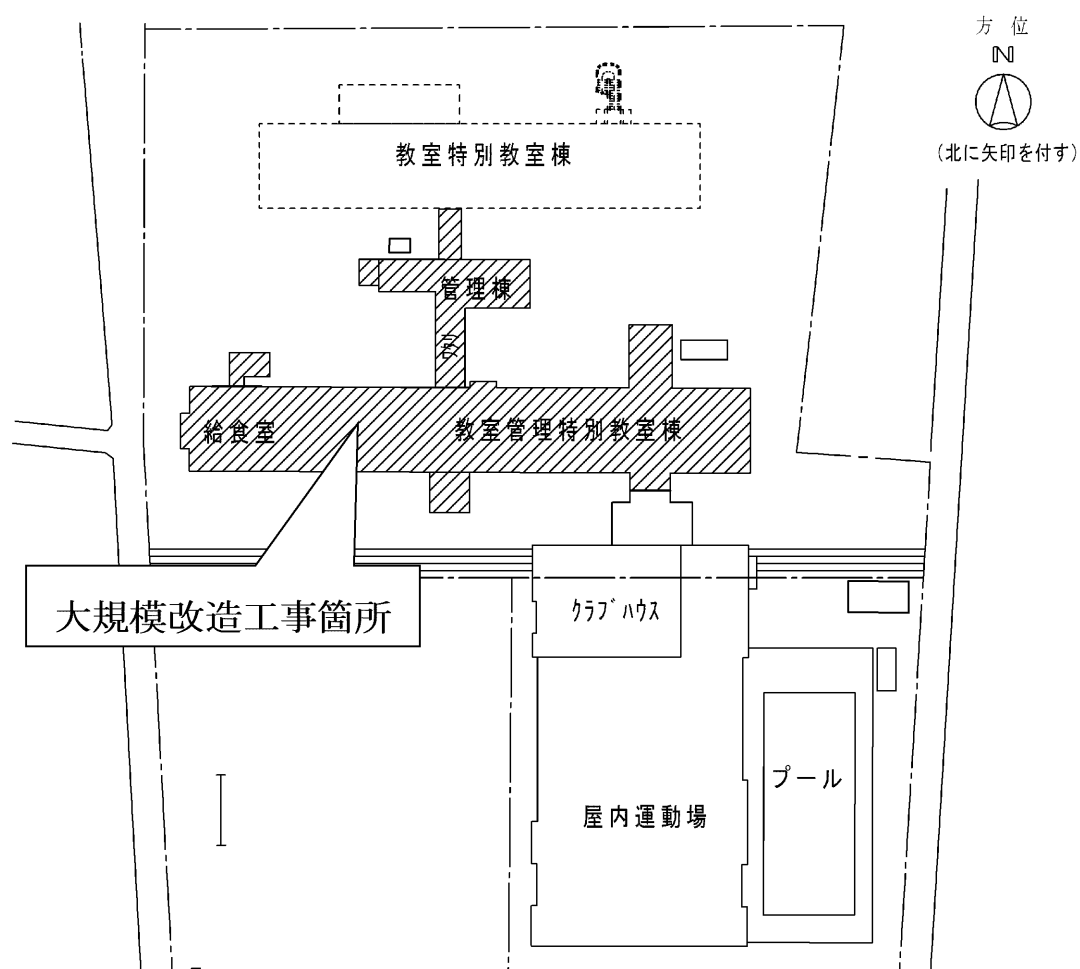 方 位
N
(北に矢印を付す)
教室特別教室棟
管理棟
給食室
教室管理特別教室棟
大規模改造工事箇所
クラブハウス
プール
屋内運動場